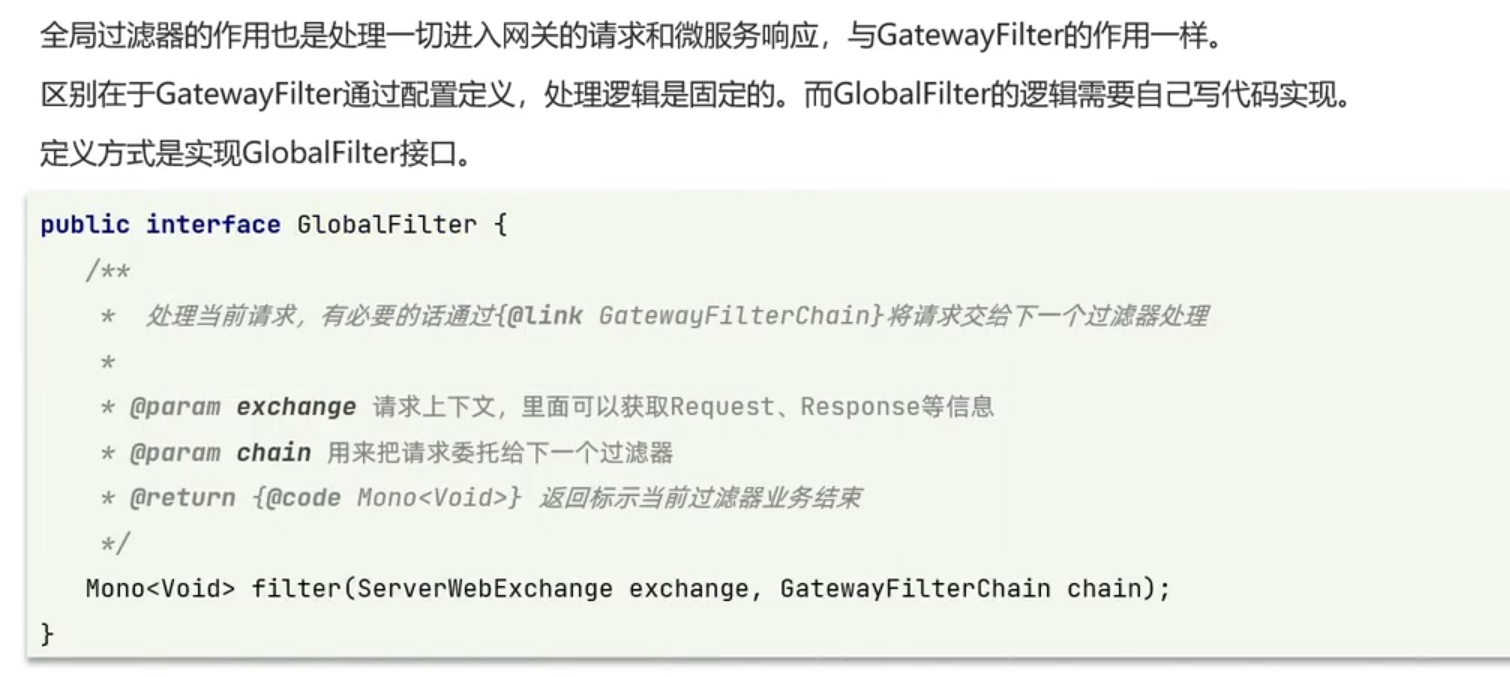 全局过滤器的作用也是处理一切进入网关的请求和微服务响应，与GatewayFilter的作用一样。
区别在于GatewayFilter通过配置定义，处理逻辑是固定的。而GlobalFilter的逻辑需要自己写代码实现。
定义方式是实现GlobalFilter接口。
public interface GlobalFilter {
/**
* 处理当前请求，有必要的话通过{@link GatewayFilterChain}将请求交给下一个过滤器处理
*
* @param exchange 请求上下文，里面可以获取Request、Response等信息
* @param chain 用来把请求委托给下一个过滤器
* @return {@code Mono<Void>} 返回标示当前过滤器业务结束
*/
Mono<Void> filter(ServerWebExchange exchange, GatewayFilterChain chain);
}